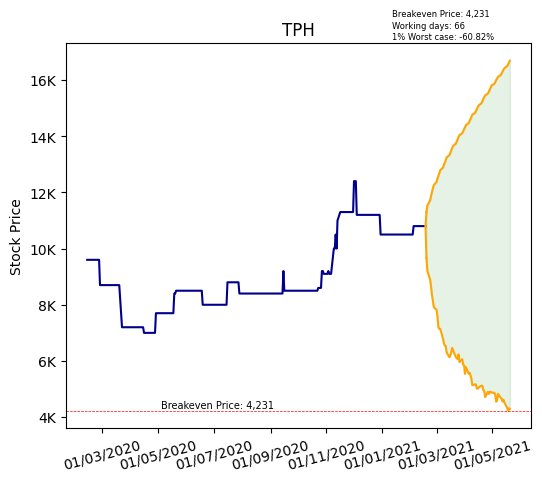 Breakeven Price: 4,231
Working days: 66
1% Worst case: -60.82%
TPH
Stock Price
16K
14K
12K
10K
8K
6K
4K
Breakeven Price: 4,231
01/03/2020
01/05/2020
01/07/2020
01/09/2020
01/11/2020
01/01/2021
01/03/2021
01/05/2021